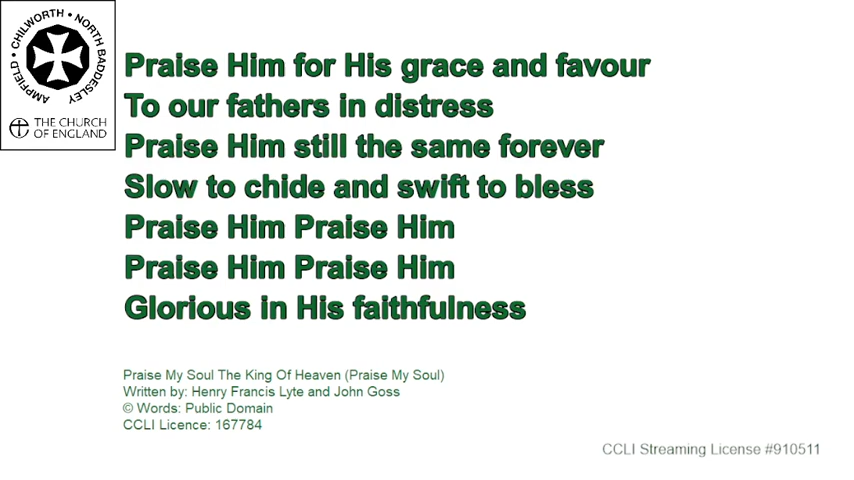 AMPFIELD • CHILWORTH • NORTH BADDESLEY
THE CHURCH
OF ENGLAND
Praise Him for His grace and favour
To our fathers in distress
Praise Him still the same forever
Slow to chide and swift to bless
Praise Him Praise Him
Praise Him Praise Him
Glorious in His faithfulness
Praise My Soul The King Of Heaven (Praise My Soul)
Written by: Henry Francis Lyte and John Goss
© Words: Public Domain
CCLI Licence: 167784
CCLI Streaming License #910511